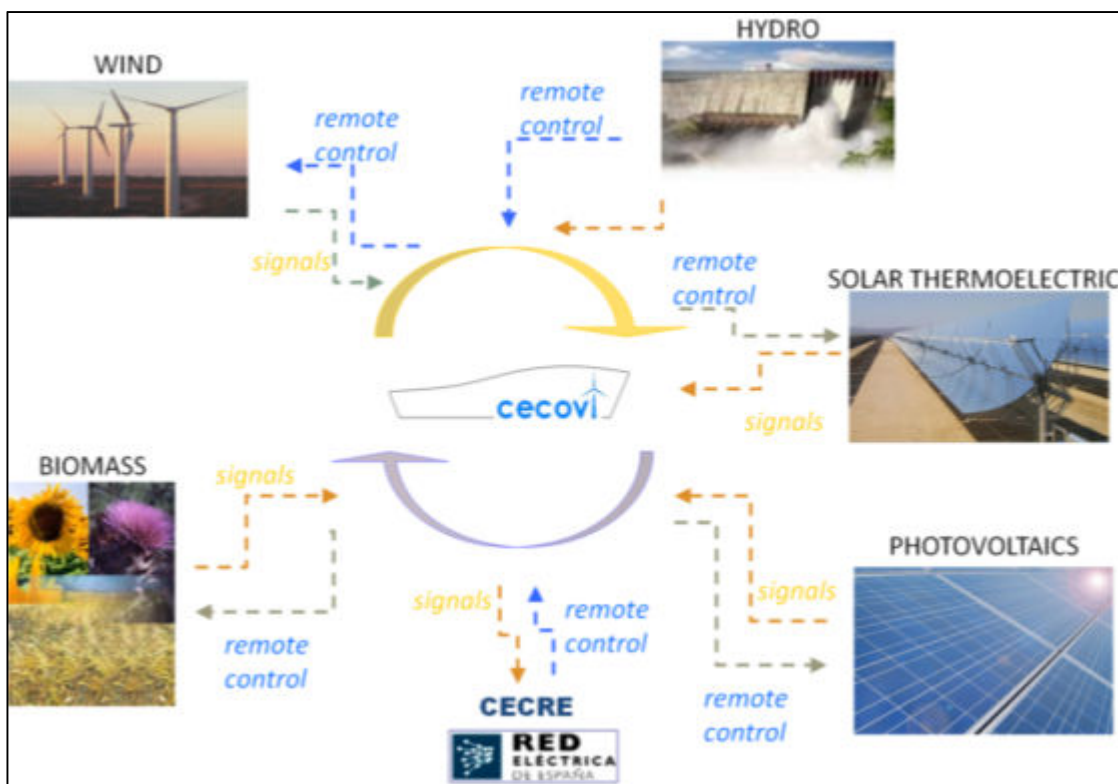 HYDRO
WIND
remote
control
remote
control
signals
remote
control
SOLAR THERMOELECTRIC
cecovi
signals
BIOMASS
signals
PHOTOVOLTAICS
signals
remote
control
signals
remote
control
remote
control
CECRE
RED
ELÉCTRICA
DE ESPAÑA